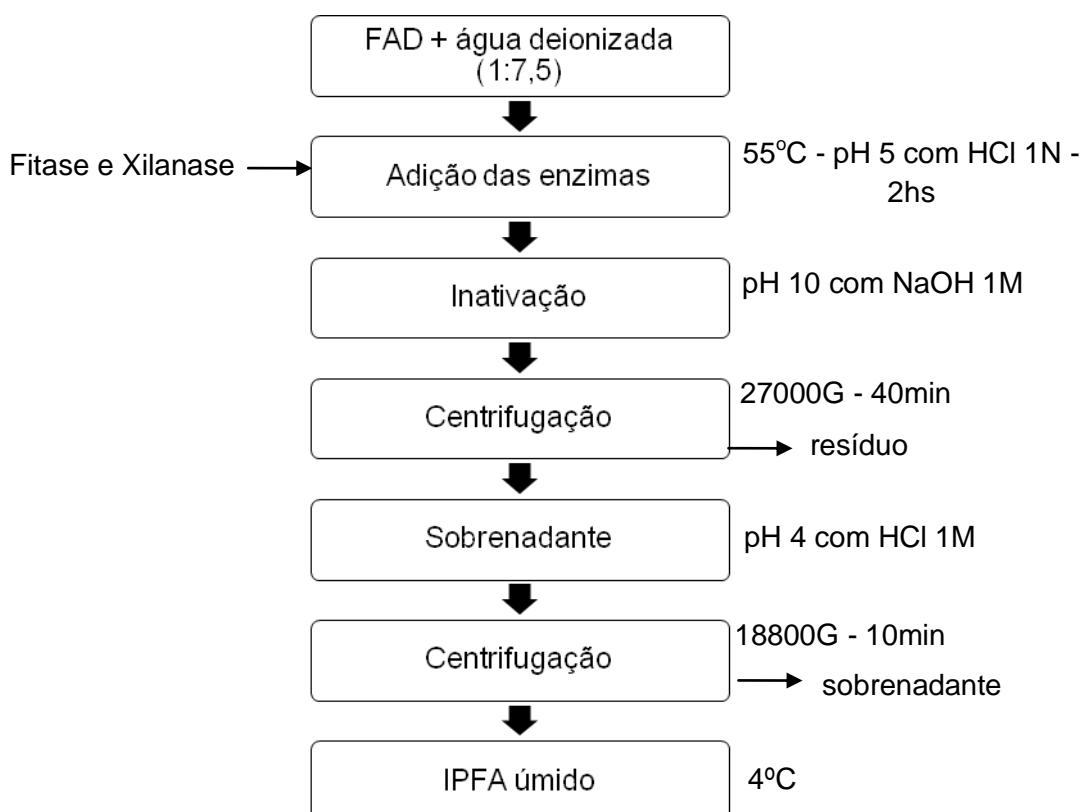 FAD + água deionizada
(1:7,5)
Fitase e Xilanase
Adição das enzimas
55°C - pH 5 com HCl 1N -
2hs
Inativação
pH 10 com NaOH 1M
Centrifugação
27000G - 40min
resíduo
Sobrenadante
pH 4 com HCl 1M
Centrifugação
18800G - 10min
sobrenadante
IPFA úmido
4ºC